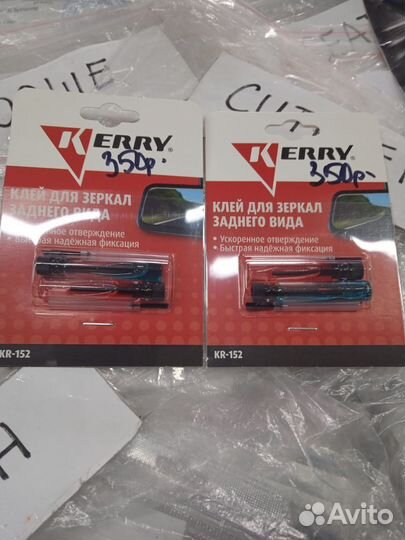 СИТ
KERRY®
350р.
КЛЕЙ ДЛЯ ЗЕРКАЛ
ЗАДНЕГО ВИДА
отверждение
• Быстрая надёжная фиксация
KR-152
KERRY®
350р-
КЛЕЙ ДЛЯ ЗЕРКАЛ
ЗАДНЕГО ВИДА
• Ускоренное отверждение
• Быстрая надёжная фиксация
KR-152
Avito